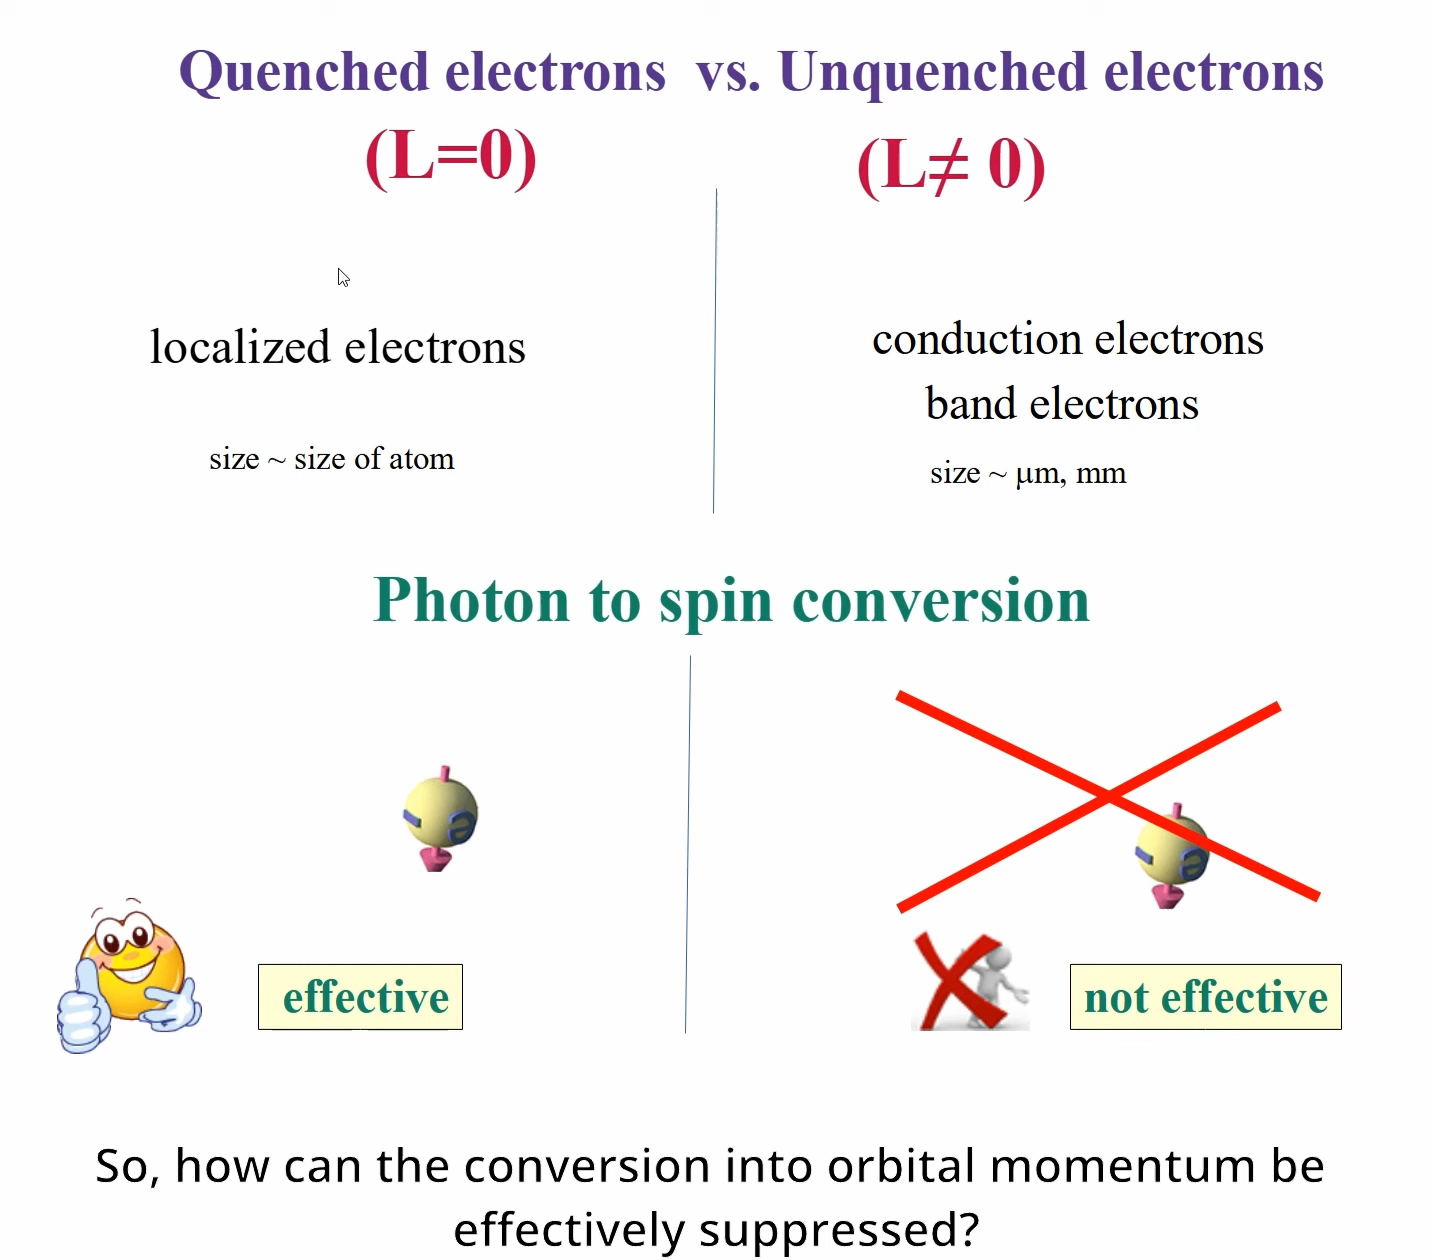 Quenched electrons vs. Unquenched electrons
(L=0)
(L≠ 0)
localized electrons
size ~ size of atom
conduction electrons
band electrons
size ~ μm, mm
Photon to spin conversion
effective
not effective
So, how can the conversion into orbital momentum be
effectively suppressed?